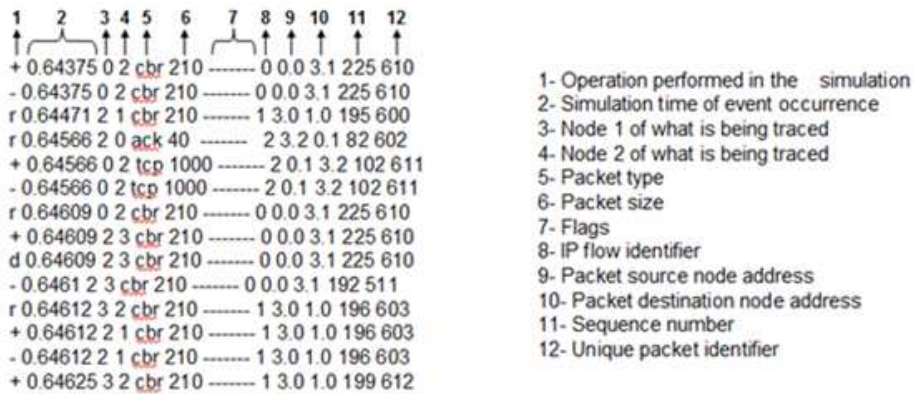 1 2 3 4 5 6 7 8 9 10 11 12
+ 0.64375 0 2 cbr 210 ------- 0 0.0 3.1 225 610
- 0.64375 0 2 cbr 210 ------- 0 0.0 3.1 225 610
r 0.64471 2 1 cbr 210 ------- 1 3.0 1.0 195 600
r 0.64566 2 0 ack 40 ------- 2 3.2 0.1 82 602
+ 0.64566 0 2 tcp 1000 ------- 2 0.1 3.2 102 611
- 0.64566 0 2 tcp 1000 ------- 2 0.1 3.2 102 611
r 0.64609 0 2 cbr 210 ------- 0 0.0 3.1 225 610
+ 0.64609 2 3 cbr 210 ------- 0 0.0 3.1 225 610
d 0.64609 2 3 cbr 210 ------- 0 0.0 3.1 225 610
- 0.6461 2 3 cbr 210 ------- 0 0.0 3.1 192 511
r 0.64612 3 2 cbr 210 ------- 1 3.0 1.0 196 603
+ 0.64612 2 1 cbr 210 ------- 1 3.0 1.0 196 603
- 0.64612 2 1 cbr 210 ------- 1 3.0 1.0 196 603
+ 0.64625 3 2 cbr 210 ------- 1 3.0 1.0 199 612
1- Operation performed in the simulation
2- Simulation time of event occurrence
3- Node 1 of what is being traced
4- Node 2 of what is being traced
5- Packet type
6- Packet size
7- Flags
8- IP flow identifier
9- Packet source node address
10- Packet destination node address
11- Sequence number
12- Unique packet identifier